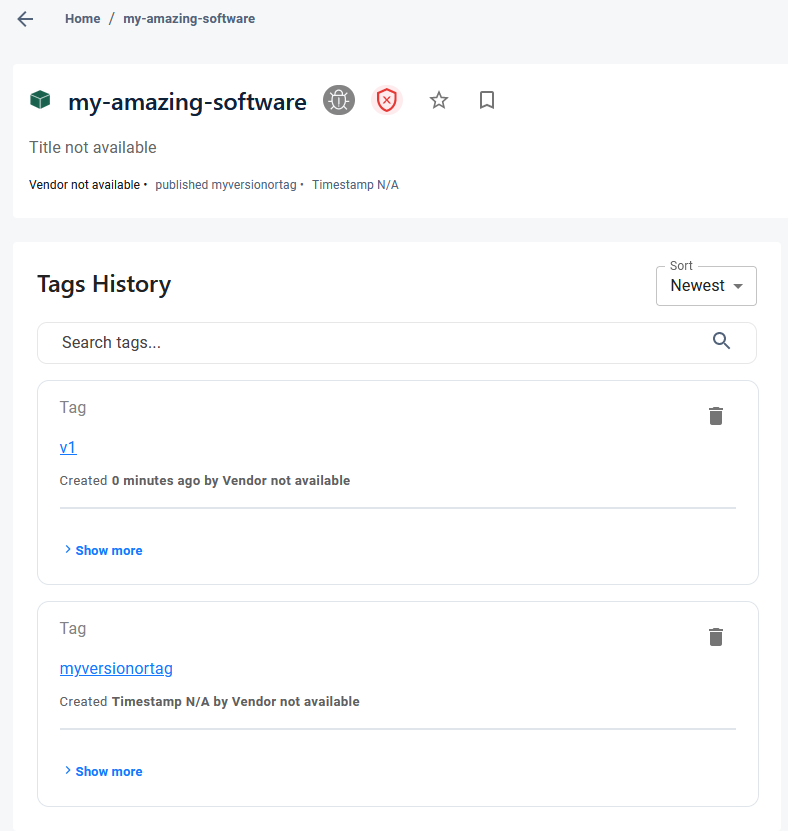 Home / my-amazing-software
my-amazing-software
Title not available
Vendor not available • published myversionortag • Timestamp N/A
Tags History
Sort
Newest
Search tags...
Tag
v1
Created 0 minutes ago by Vendor not available
Show more
Tag
myversionortag
Created Timestamp N/A by Vendor not available
Show more